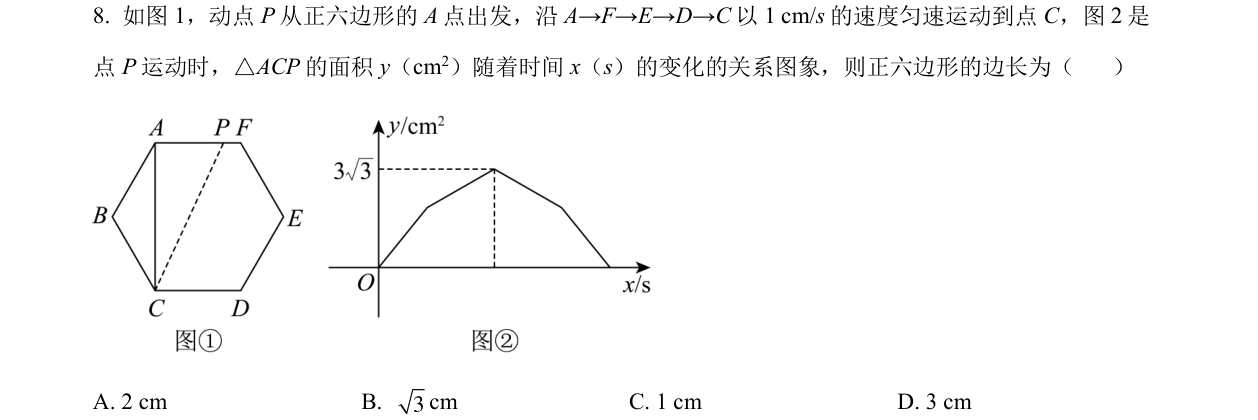 8. 如图 1，动点 P 从正六边形的 A 点出发，沿 A→F→E→D→C 以 1 cm/s 的速度匀速运动到点 C，图 2 是
点 P 运动时，△ACP 的面积 y（cm²）随着时间 x（s）的变化的关系图象，则正六边形的边长为（　　）
A P F
B E
C D
图①
y/cm²
3√3
O x/s
图②
A. 2 cm B. √3 cm C. 1 cm D. 3 cm